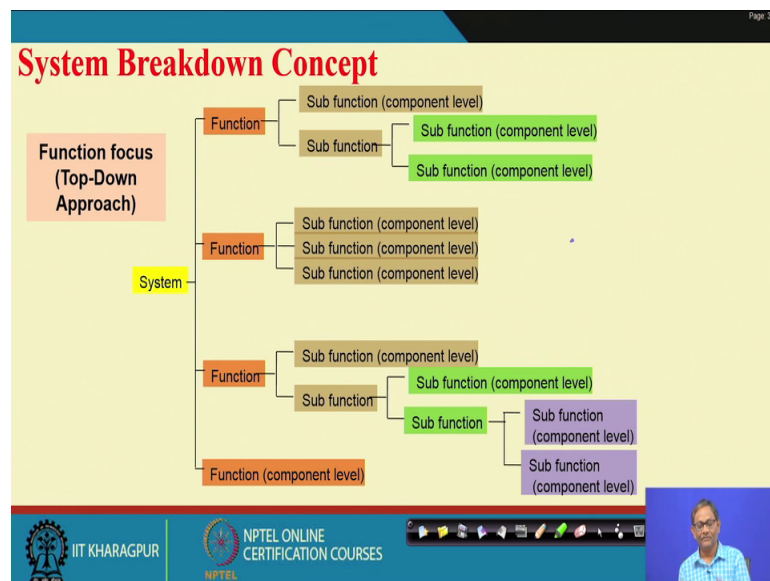 Page: 3
System Breakdown Concept
Function focus
(Top-Down
Approach)
System
Function
Sub function (component level)
Sub function
Sub function (component level)
Sub function (component level)
Function
Sub function (component level)
Sub function (component level)
Sub function (component level)
Function
Sub function (component level)
Sub function
Sub function (component level)
Sub function
Sub function
(component level)
Sub function
(component level)
Function (component level)
IIT KHARAGPUR
NPTEL
NPTEL ONLINE
CERTIFICATION COURSES